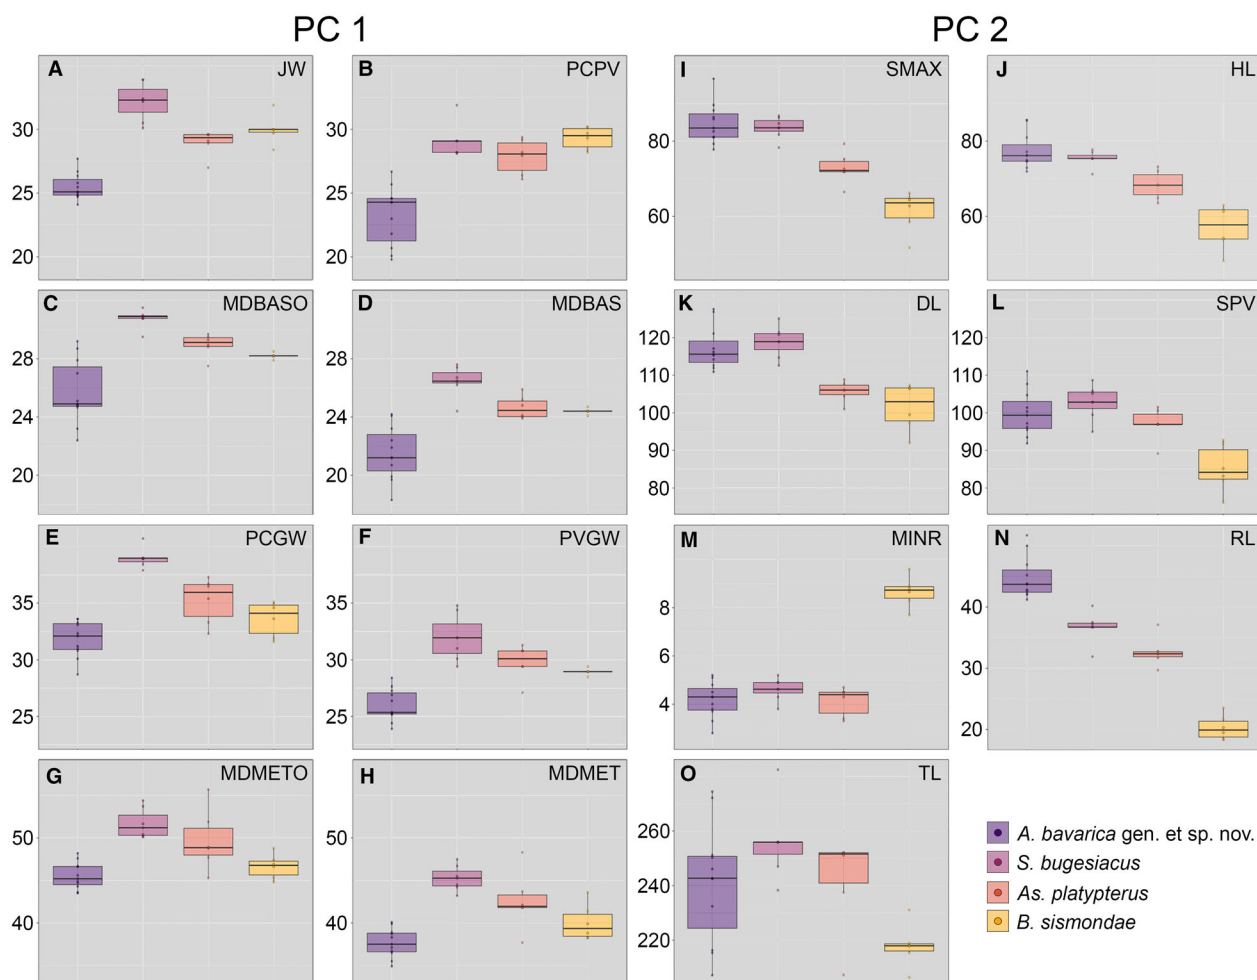 PC 1
PC 2
A JW
30
25
20
B PCPV
30
25
20
I SMAX
80
60
J HL
80
60
C MDBASO
28
24
20
D MDBAS
28
24
20
K DL
120
110
100
90
80
L SPV
120
110
100
90
80
E PCGW
35
30
25
F PVGW
35
30
25
M MINR
8
6
4
N RL
40
30
20
G MDMETO
50
40
H MDMET
50
40
O TL
260
240
220
A. bavarica gen. et sp. nov.
S. bugesiacus
As. platypterus
B. sismondae